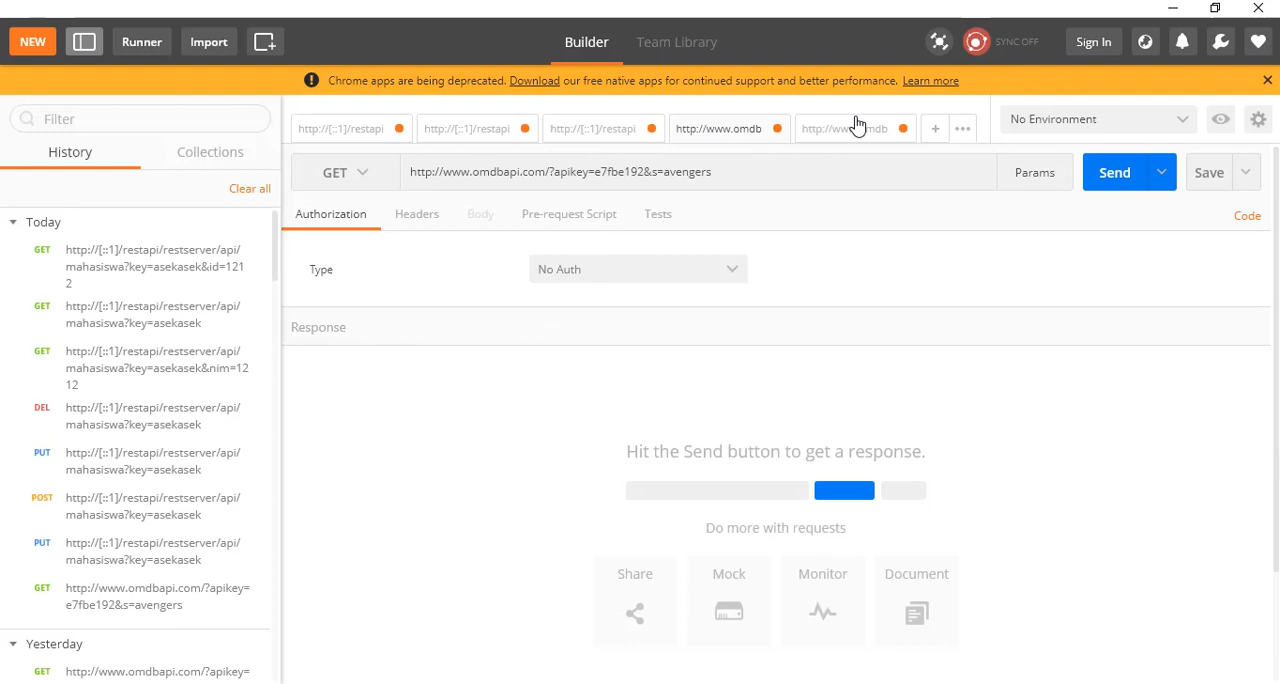 NEW
Runner
Import
Builder
Team Library
SYNC OFF
Sign In
Chrome apps are being deprecated. Download our free native apps for continued support and better performance. Learn more
Filter
History
Collections
Clear all
Today
GET http://[::1]/restapi/restserver/api/
mahasiswa?key=asekasek&id=121
2
GET http://[::1]/restapi/restserver/api/
mahasiswa?key=asekasek
GET http://[::1]/restapi/restserver/api/
mahasiswa?key=asekasek&nim=12
12
DEL http://[::1]/restapi/restserver/api/
mahasiswa?key=asekasek
PUT http://[::1]/restapi/restserver/api/
mahasiswa?key=asekasek
POST http://[::1]/restapi/restserver/api/
mahasiswa?key=asekasek
PUT http://[::1]/restapi/restserver/api/
mahasiswa?key=asekasek
GET http://www.omdbapi.com/?apikey=
e7fbe192&s=avengers
Yesterday
GET http://www.omdbapi.com/?apikey=
http://[::1]/restapi
http://[::1]/restapi
http://[::1]/restapi
http://www.omdb
No Environment
GET
http://www.omdbapi.com/?apikey=e7fbe192&s=avengers
Params
Send
Save
Authorization
Headers
Body
Pre-request Script
Tests
Code
Type
No Auth
Response
Hit the Send button to get a response.
Do more with requests
Share
Mock
Monitor
Document